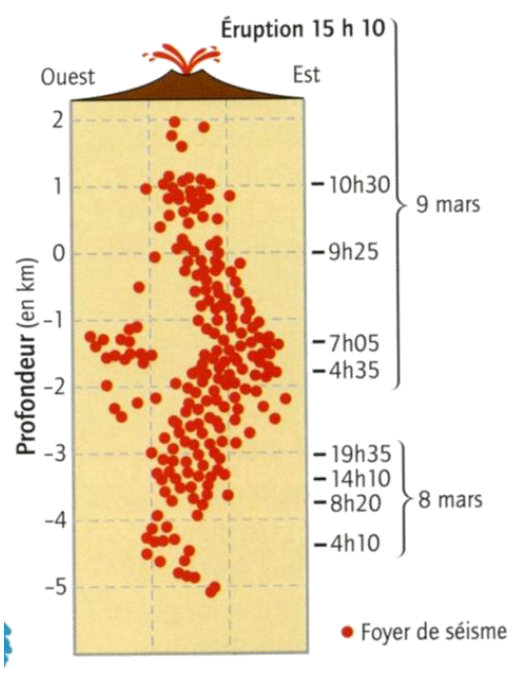 Éruption 15 h 10
Ouest
Est
Profondeur (en km)
2
1
0
–1
–2
–3
–4
–5
10h30
9h25
7h05
4h35
9 mars
19h35
14h10
8h20
4h10
8 mars
Foyer de séisme